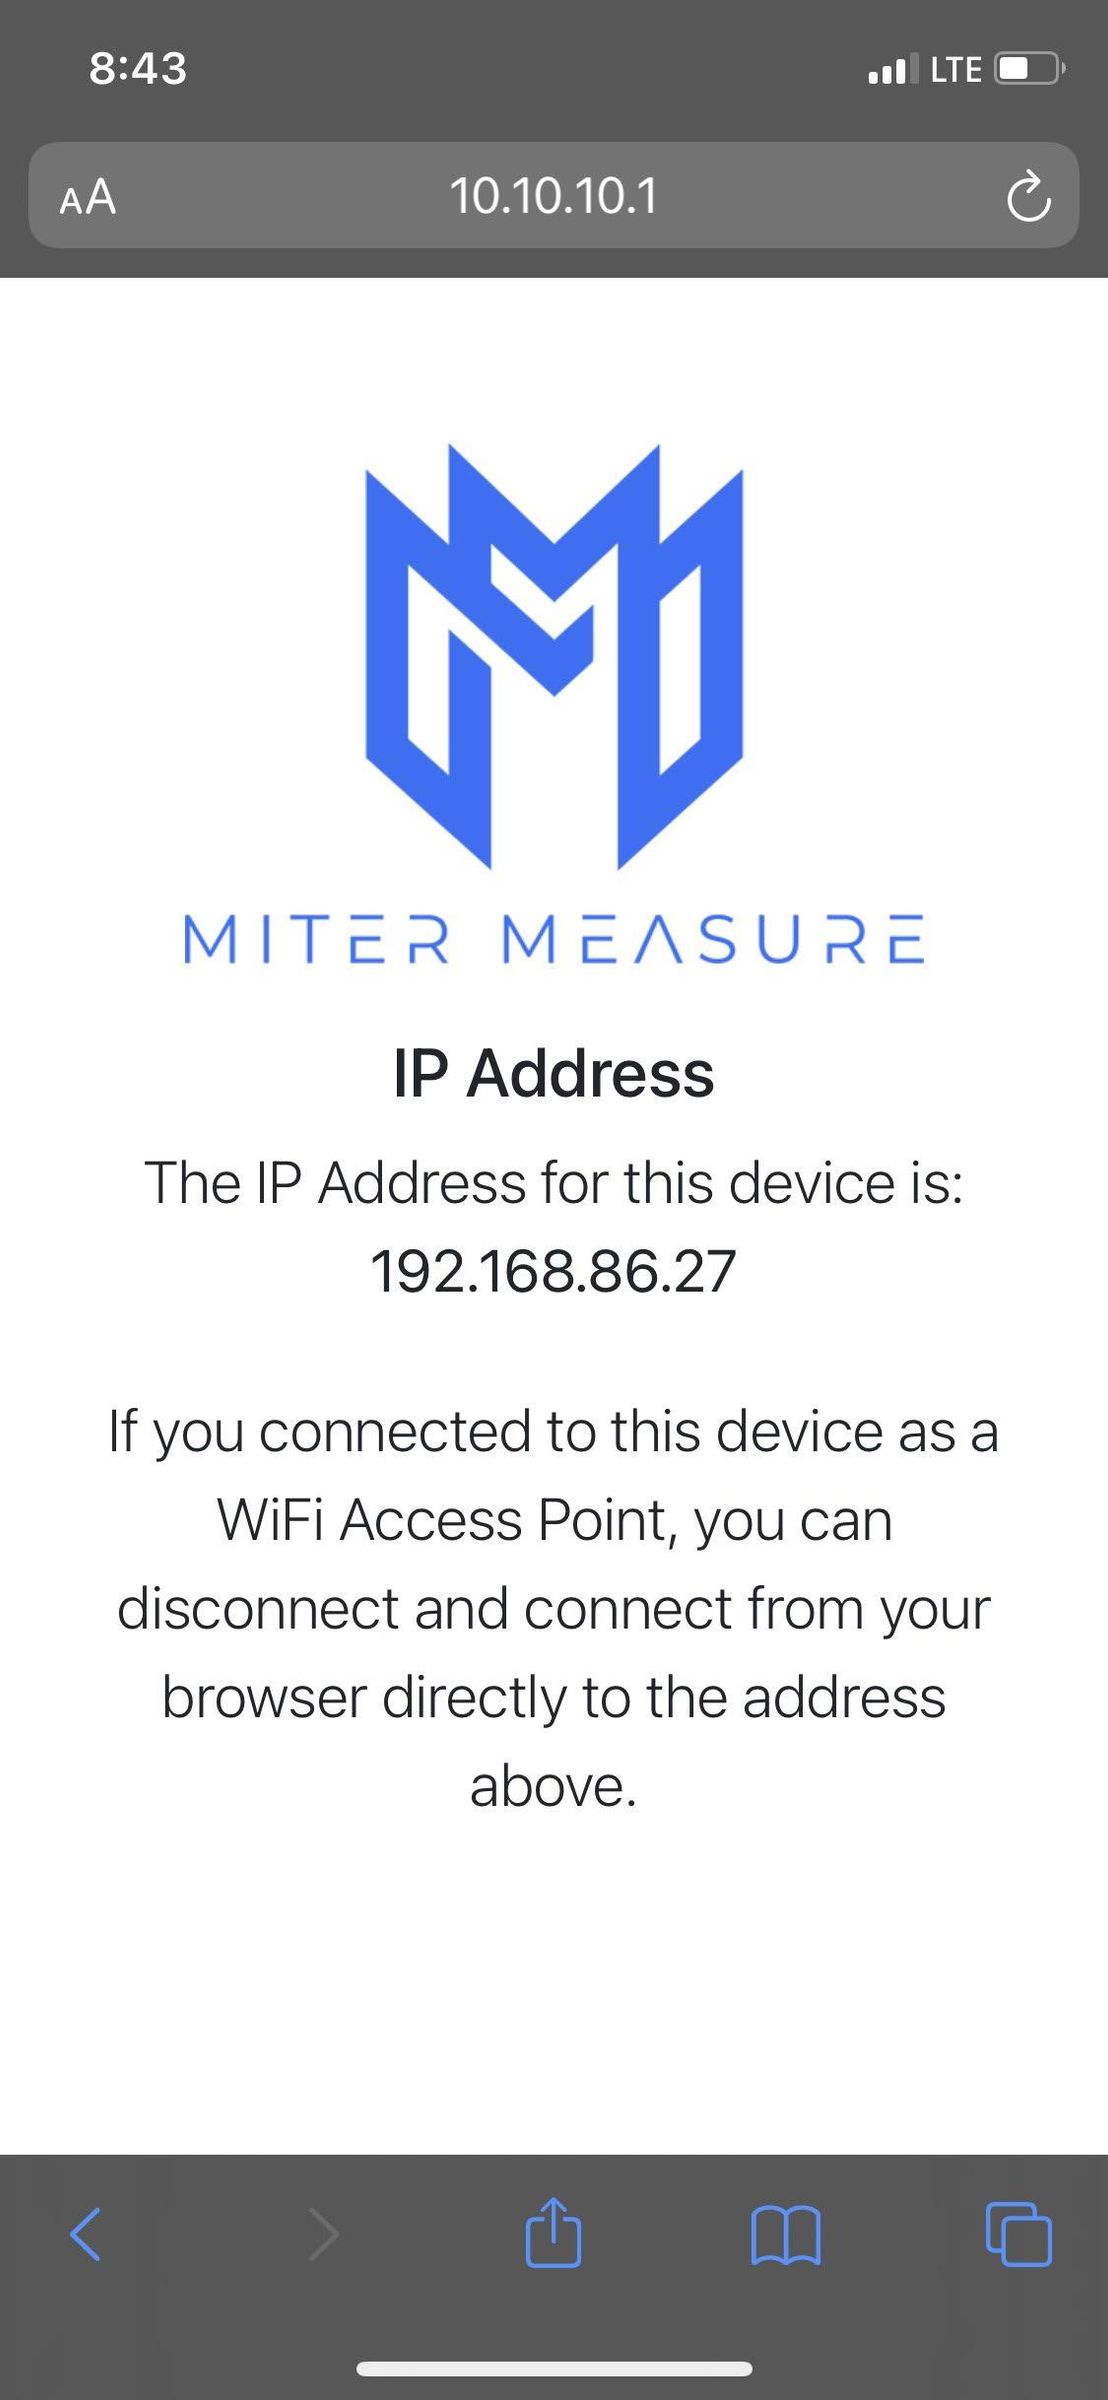 8:43
LTE
AA
10.10.10.1
MITER MEASURE
IP Address
The IP Address for this device is:
192.168.86.27
If you connected to this device as a
WiFi Access Point, you can
disconnect and connect from your
browser directly to the address
above.